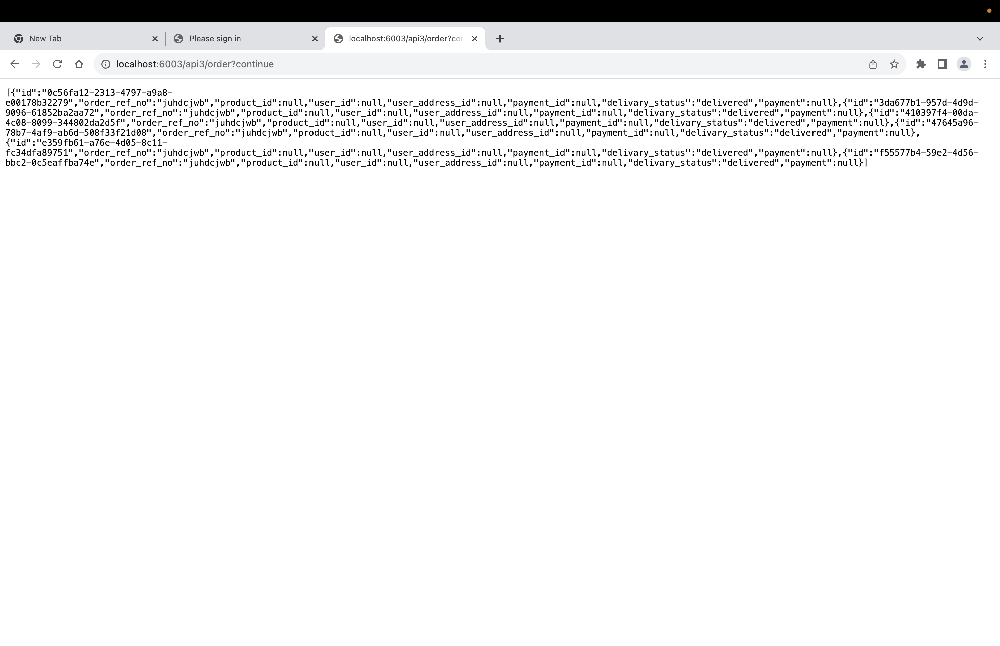 New Tab
Please sign in
localhost:6003/api3/order?cor
localhost:6003/api3/order?continue
[{"id":"0c56fa12-2313-4797-a9a8-
e00178b32279","order_ref_no":"juhdcjwb","product_id":null,"user_id":null,"user_address_id":null,"payment_id":null,"delivary_status":"delivered","payment":null},{"id":"3da677b1-957d-4d9d-
9096-61852ba2aa72","order_ref_no":"juhdcjwb","product_id":null,"user_id":null,"user_address_id":null,"payment_id":null,"delivary_status":"delivered","payment":null},{"id":"410397f4-00da-
4c08-8099-344802da2d5f","order_ref_no":"juhdcjwb","product_id":null,"user_id":null,"user_address_id":null,"payment_id":null,"delivary_status":"delivered","payment":null},{"id":"47645a96-
78b7-4af9-ab6d-508f33f21d08","order_ref_no":"juhdcjwb","product_id":null,"user_id":null,"user_address_id":null,"payment_id":null,"delivary_status":"delivered","payment":null},
{"id":"e359fb61-a76e-4d05-8c11-
fc34dfa89751","order_ref_no":"juhdcjwb","product_id":null,"user_id":null,"user_address_id":null,"payment_id":null,"delivary_status":"delivered","payment":null},{"id":"f55577b4-59e2-4d56-
bbc2-0c5eaffba74e","order_ref_no":"juhdcjwb","product_id":null,"user_id":null,"user_address_id":null,"payment_id":null,"delivary_status":"delivered","payment":null}]